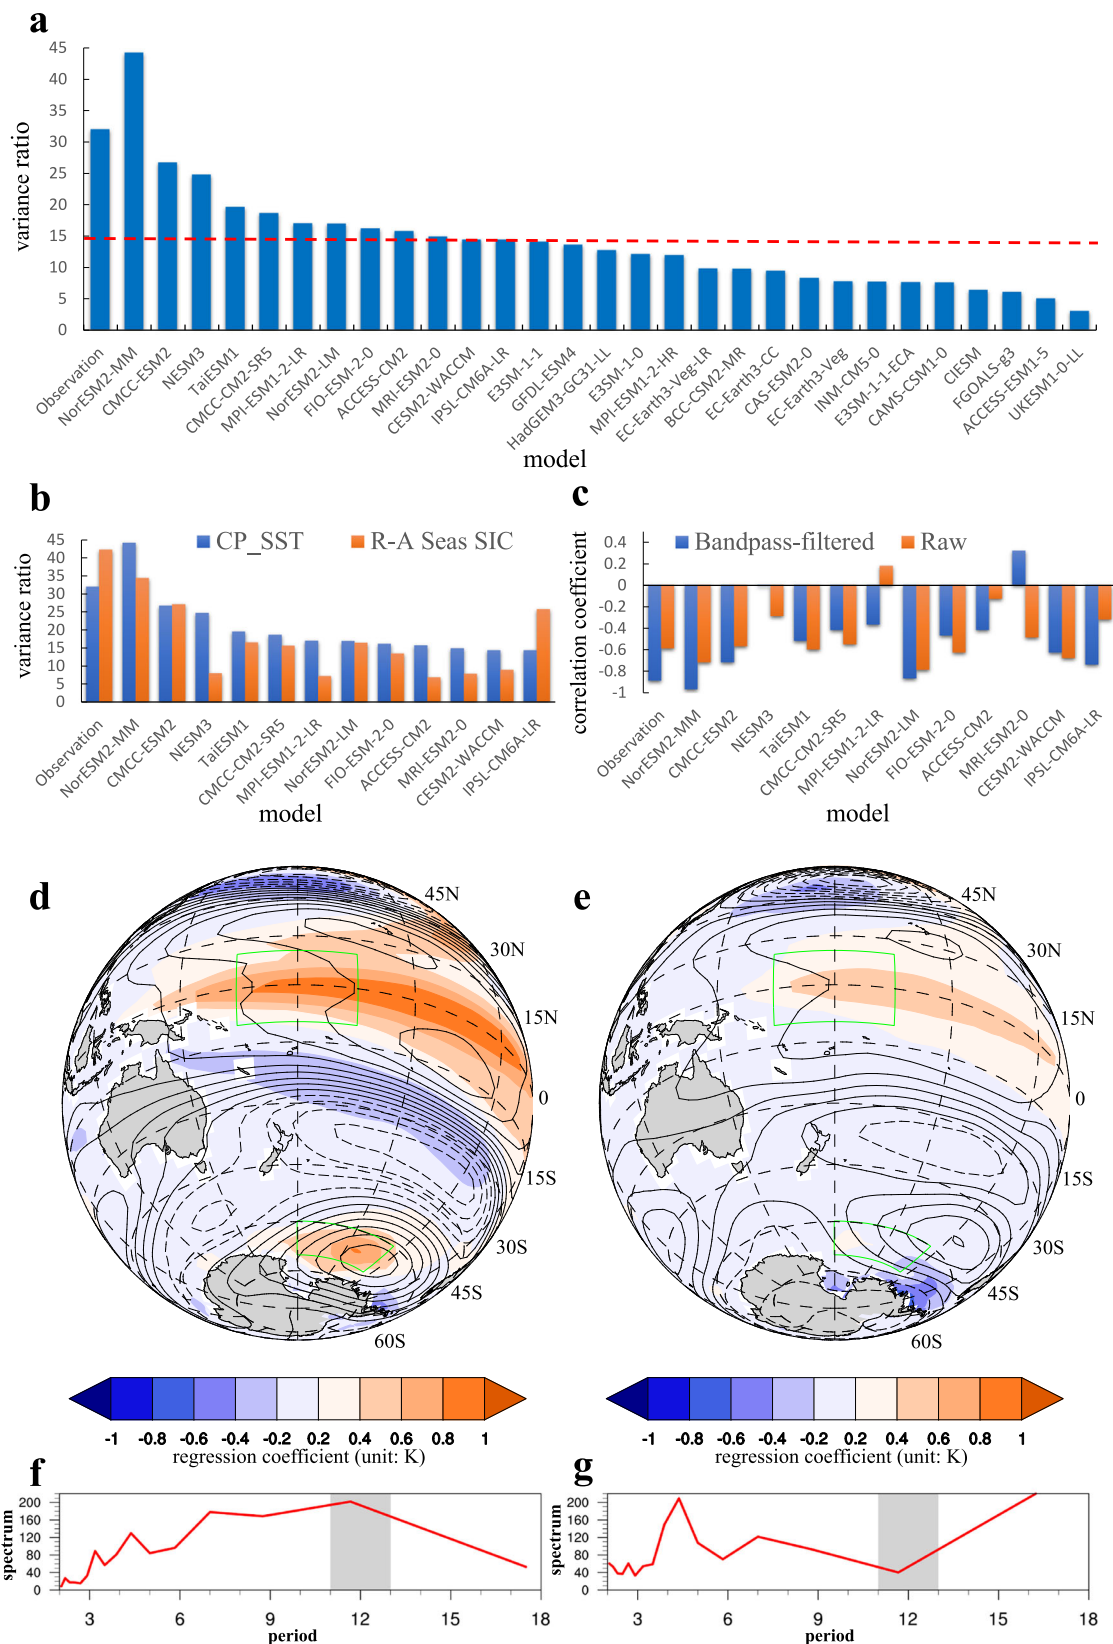 a
45
40
35
30
25
20
15
10
5
0
variance ratio
Observation
NorESM2-MM
CMCC-ESM2
NESM3
TaiESM1
CMCC-CM2-SR5
MPI-ESM1-2-LR
NorESM2-LM
FIO-ESM-2-0
ACCESS-CM2
MRI-ESM2-0
CESM2-WACCM
IPSL-CM6A-LR
E3SM-1-1
GFDL-ESM4
HadGEM3-GC31-LL
E3SM-1-0
MPI-ESM1-2-HR
EC-Earth3-Veg-LR
BCC-CSM2-MR
EC-Earth3-CC
CAS-ESM2-0
EC-Earth3-Veg
INM-CM5-0
E3SM-1-1-ECA
CAMS-CSM1-0
CIESM
FGOALS-g3
ACCESS-ESM1-5
UKESM1-0-LL
model
b
CP_SST R-A Seas SIC
45
40
35
30
25
20
15
10
5
0
variance ratio
Observation
NorESM2-MM
CMCC-ESM2
NESM3
TaiESM1
CMCC-CM2-SR5
MPI-ESM1-2-LR
NorESM2-LM
FIO-ESM-2-0
ACCESS-CM2
MRI-ESM2-0
CESM2-WACCM
IPSL-CM6A-LR
model
c
Bandpass-filtered Raw
0.4
0.2
0
-0.2
-0.4
-0.6
-0.8
-1
correlation coefficient
Observation
NorESM2-MM
CMCC-ESM2
NESM3
TaiESM1
CMCC-CM2-SR5
MPI-ESM1-2-LR
NorESM2-LM
FIO-ESM-2-0
ACCESS-CM2
MRI-ESM2-0
CESM2-WACCM
IPSL-CM6A-LR
model
d
45N
30N
15N
0
15S
30S
45S
60S
-1 -0.8 -0.6 -0.4 -0.2 0.2 0.4 0.6 0.8 1
regression coefficient (unit: K)
e
45N
30N
15N
0
15S
30S
45S
60S
-1 -0.8 -0.6 -0.4 -0.2 0.2 0.4 0.6 0.8 1
regression coefficient (unit: K)
f
200
160
120
80
40
0
spectrum
3 6 9 12 15 18
period
g
200
160
120
80
40
0
spectrum
3 6 9 12 15 18
period